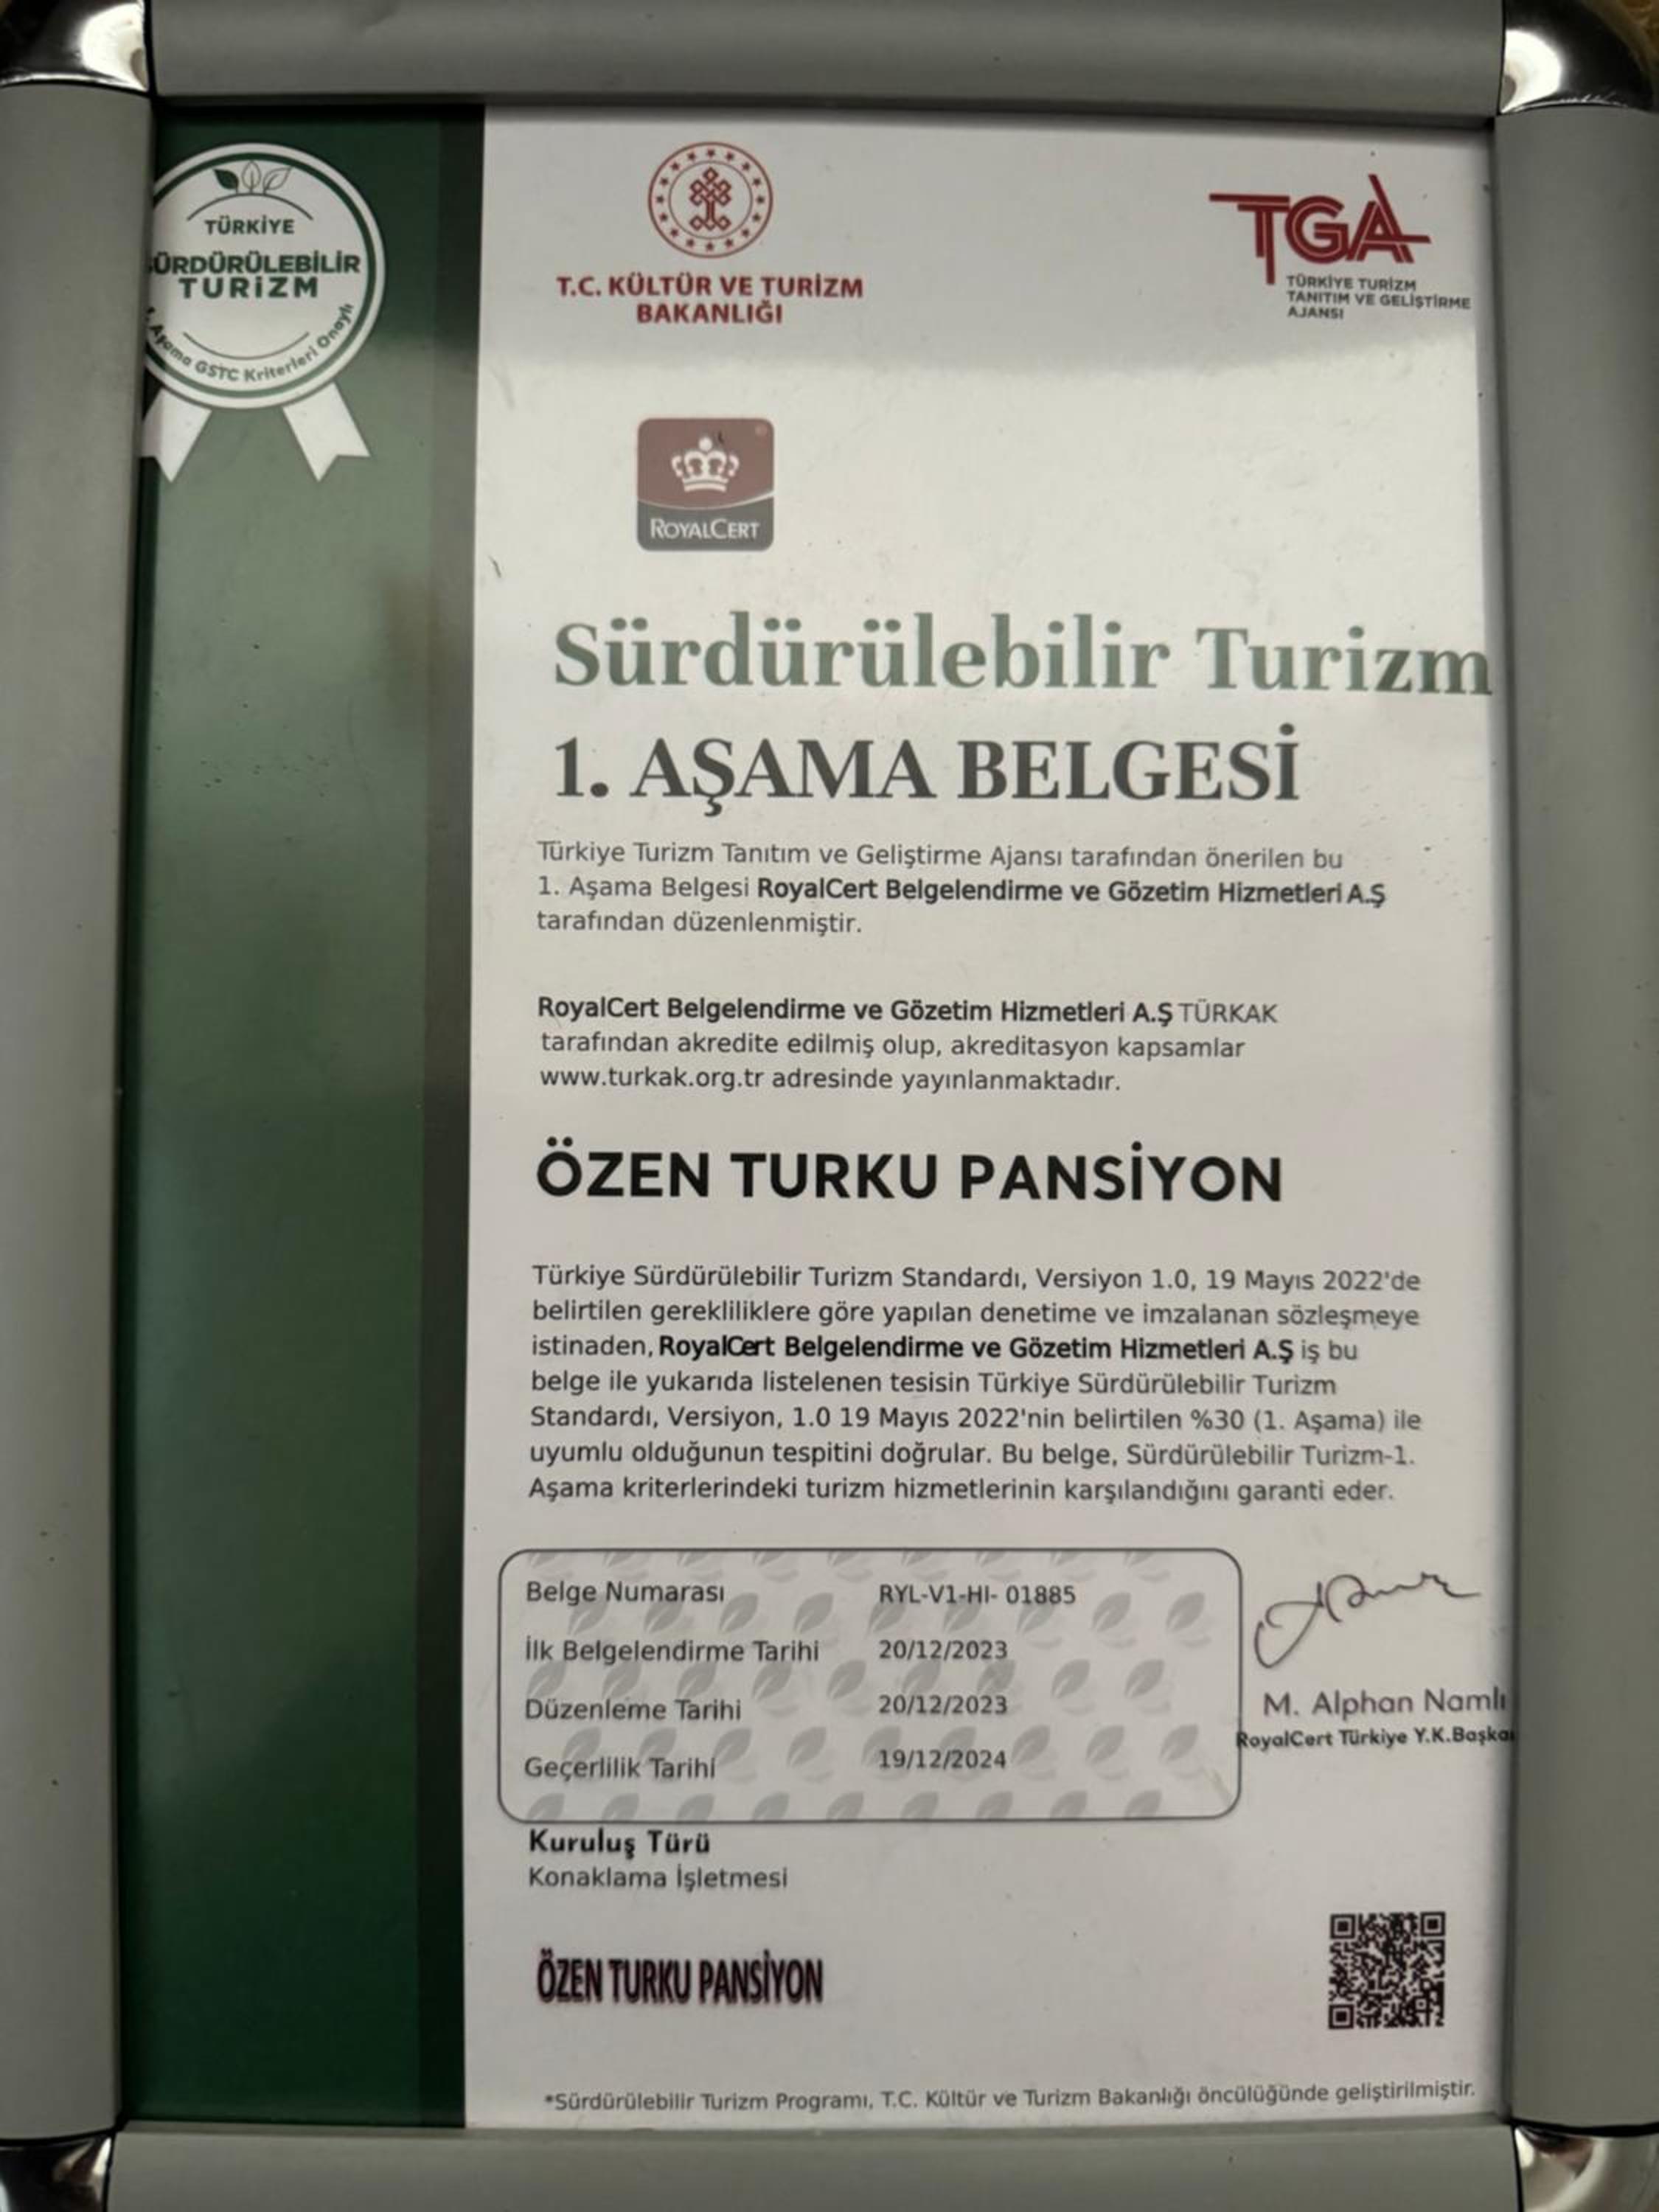 TÜRKİYE
ÜRDÜRÜLEBİLİR
TURİZM
Aşama GSTC Kriterleri Onaylı
T.C. KÜLTÜR VE TURİZM
BAKANLIĞI
TGA
TÜRKİYE TURİZM
TANITIM VE GELİŞTİRME
AJANSI
ROYALCERT
Sürdürülebilir Turizm
1. AŞAMA BELGESİ
Türkiye Turizm Tanıtım ve Geliştirme Ajansı tarafından önerilen bu
1. Aşama Belgesi RoyalCert Belgelendirme ve Gözetim Hizmetleri A.Ş
tarafından düzenlenmiştir.
RoyalCert Belgelendirme ve Gözetim Hizmetleri A.Ş TÜRKAK
tarafından akredite edilmiş olup, akreditasyon kapsamlar
www.turkak.org.tr adresinde yayınlanmaktadır.
ÖZEN TURKU PANSİYON
Türkiye Sürdürülebilir Turizm Standardı, Versiyon 1.0, 19 Mayıs 2022'de
belirtilen gerekliliklere göre yapılan denetime ve imzalanan sözleşmeye
istinaden, RoyalCert Belgelendirme ve Gözetim Hizmetleri A.Ş iş bu
belge ile yukarıda listelenen tesisin Türkiye Sürdürülebilir Turizm
Standardı, Versiyon, 1.0 19 Mayıs 2022'nin belirtilen %30 (1. Aşama) ile
uyumlu olduğunun tespitini doğrular. Bu belge, Sürdürülebilir Turizm-1.
Aşama kriterlerindeki turizm hizmetlerinin karşılandığını garanti eder.
Belge Numarası RYL-V1-HI- 01885
İlk Belgelendirme Tarihi 20/12/2023
Düzenleme Tarihi 20/12/2023
Geçerlilik Tarihi 19/12/2024
M. Alphan Namlı
RoyalCert Türkiye Y.K.Başka
Kuruluş Türü
Konaklama İşletmesi
ÖZEN TURKU PANSİYON
*Sürdürülebilir Turizm Programı, T.C. Kültür ve Turizm Bakanlığı öncülüğünde geliştirilmiştir.